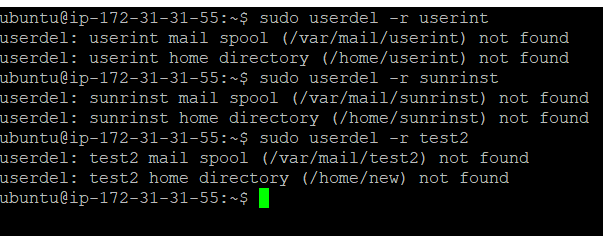 ubuntu@ip-172-31-31-55:~$ sudo userdel -r userint
userdel: userint mail spool (/var/mail/userint) not found
userdel: userint home directory (/home/userint) not found
ubuntu@ip-172-31-31-55:~$ sudo userdel -r sunrinst
userdel: sunrinst mail spool (/var/mail/sunrinst) not found
userdel: sunrinst home directory (/home/sunrinst) not found
ubuntu@ip-172-31-31-55:~$ sudo userdel -r test2
userdel: test2 mail spool (/var/mail/test2) not found
userdel: test2 home directory (/home/new) not found
ubuntu@ip-172-31-31-55:~$